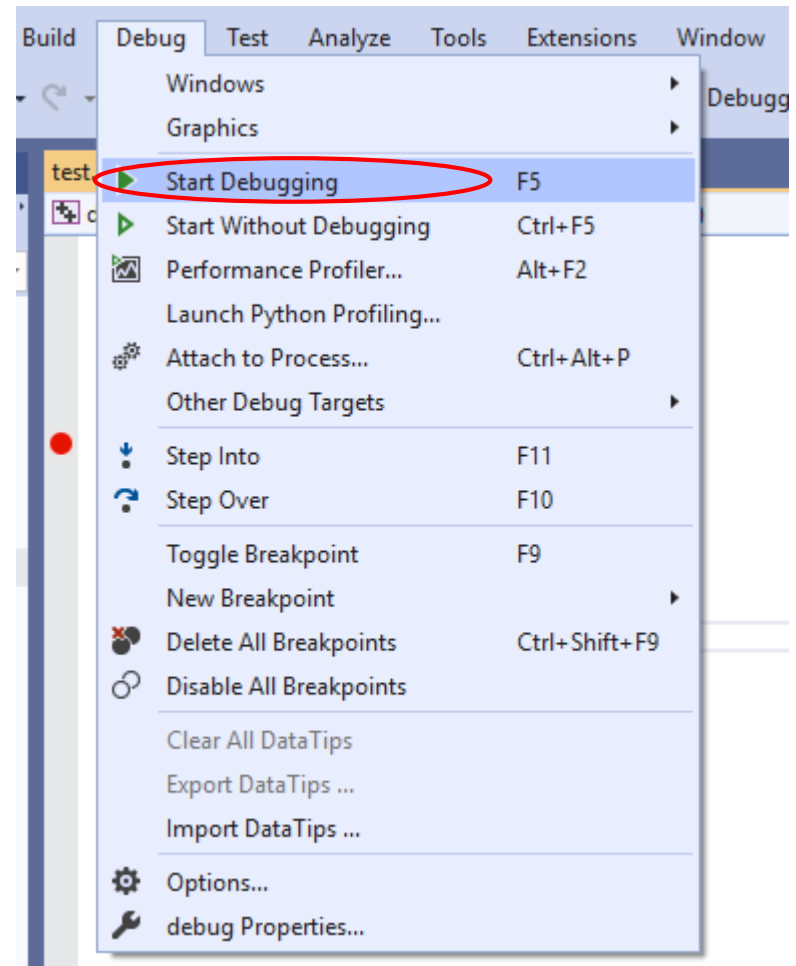 Build Debug Test Analyze Tools Extensions Window
Windows
Debugg
Graphics
test.
Start Debugging F5
Start Without Debugging Ctrl+F5
Performance Profiler... Alt+F2
Launch Python Profiling...
Attach to Process... Ctrl+Alt+P
Other Debug Targets
Step Into F11
Step Over F10
Toggle Breakpoint F9
New Breakpoint
Delete All Breakpoints Ctrl+Shift+F9
Disable All Breakpoints
Clear All DataTips
Export DataTips ...
Import DataTips ...
Options...
debug Properties...